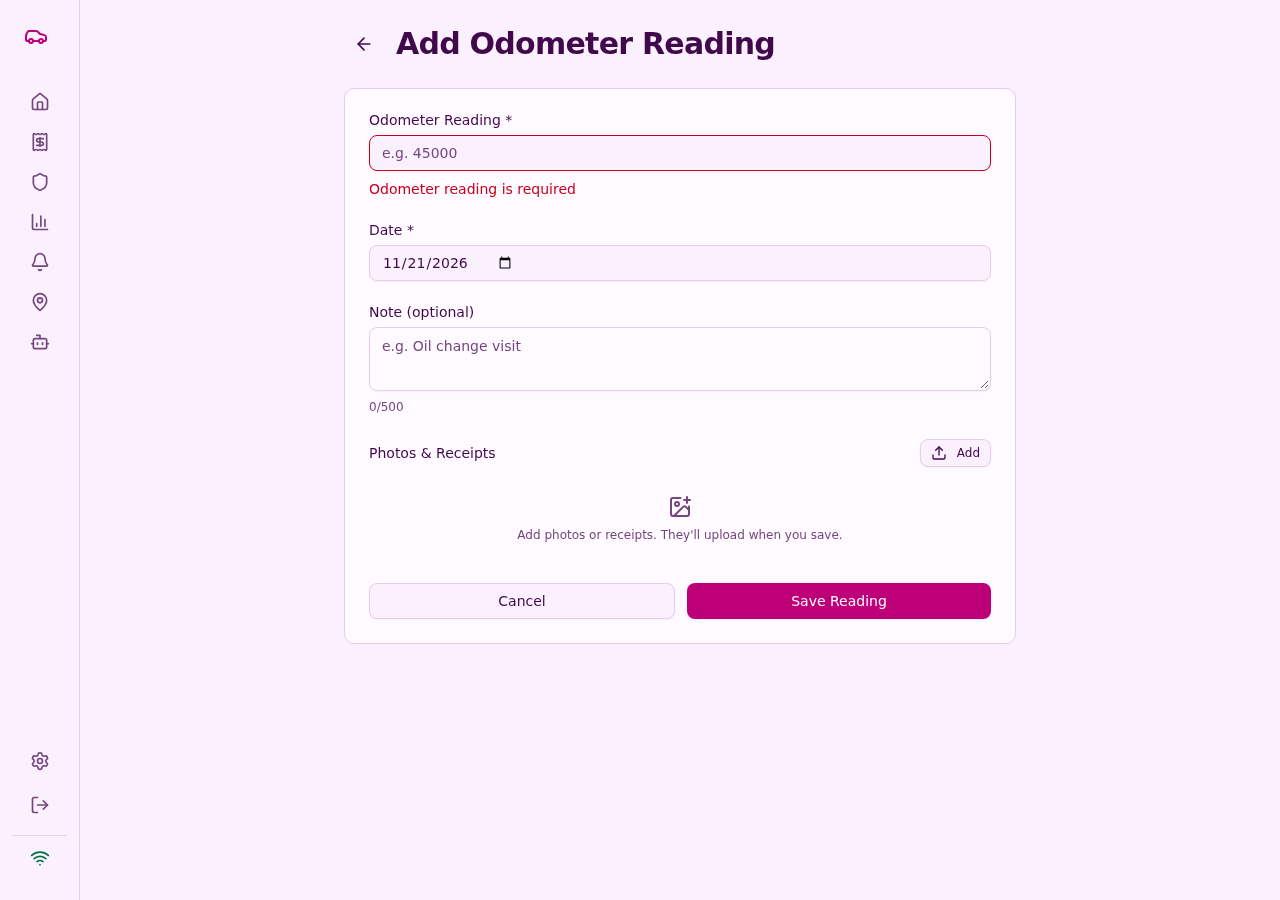 Add Odometer Reading
Odometer Reading *
e.g. 45000
Odometer reading is required
Date *
11/21/2026
Note (optional)
e.g. Oil change visit
0/500
Photos & Receipts
Add
Add photos or receipts. They'll upload when you save.
Cancel
Save Reading